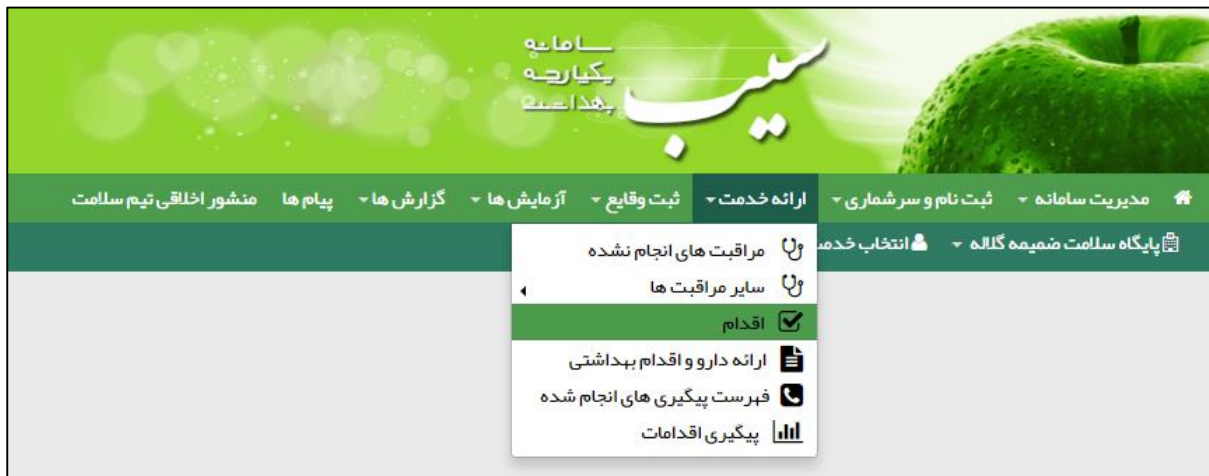 سامانه
یکپارچه
بهداشت
سیب
مدیریت سامانه ثبت نام و سرشماری ارائه خدمت ثبت وقایع آزمایش ها گزارش ها پیام ها منشور اخلاقی تیم سلامت
پایگاه سلامت ضمیمه گلاله انتخاب خدمت
مراقبت های انجام نشده
سایر مراقبت ها
اقدام
ارائه دارو و اقدام بهداشتی
فهرست پیگیری های انجام شده
پیگیری اقدامات